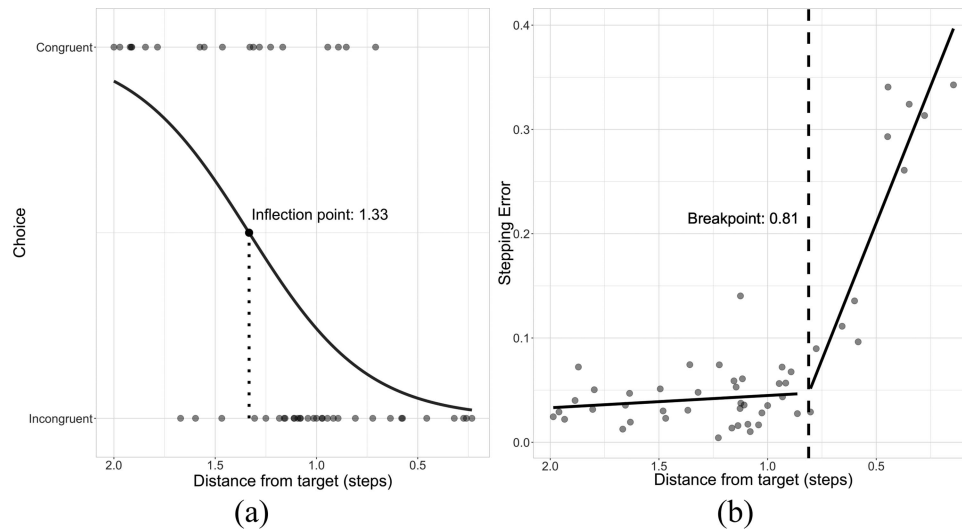 Choice
Congruent
Incongruent
Inflection point: 1.33
2.0 1.5 1.0 0.5
Distance from target (steps)
(a)
Stepping Error
0.4
0.3
0.2
0.1
0.0
Breakpoint: 0.81
2.0 1.5 1.0 0.5
Distance from target (steps)
(b)